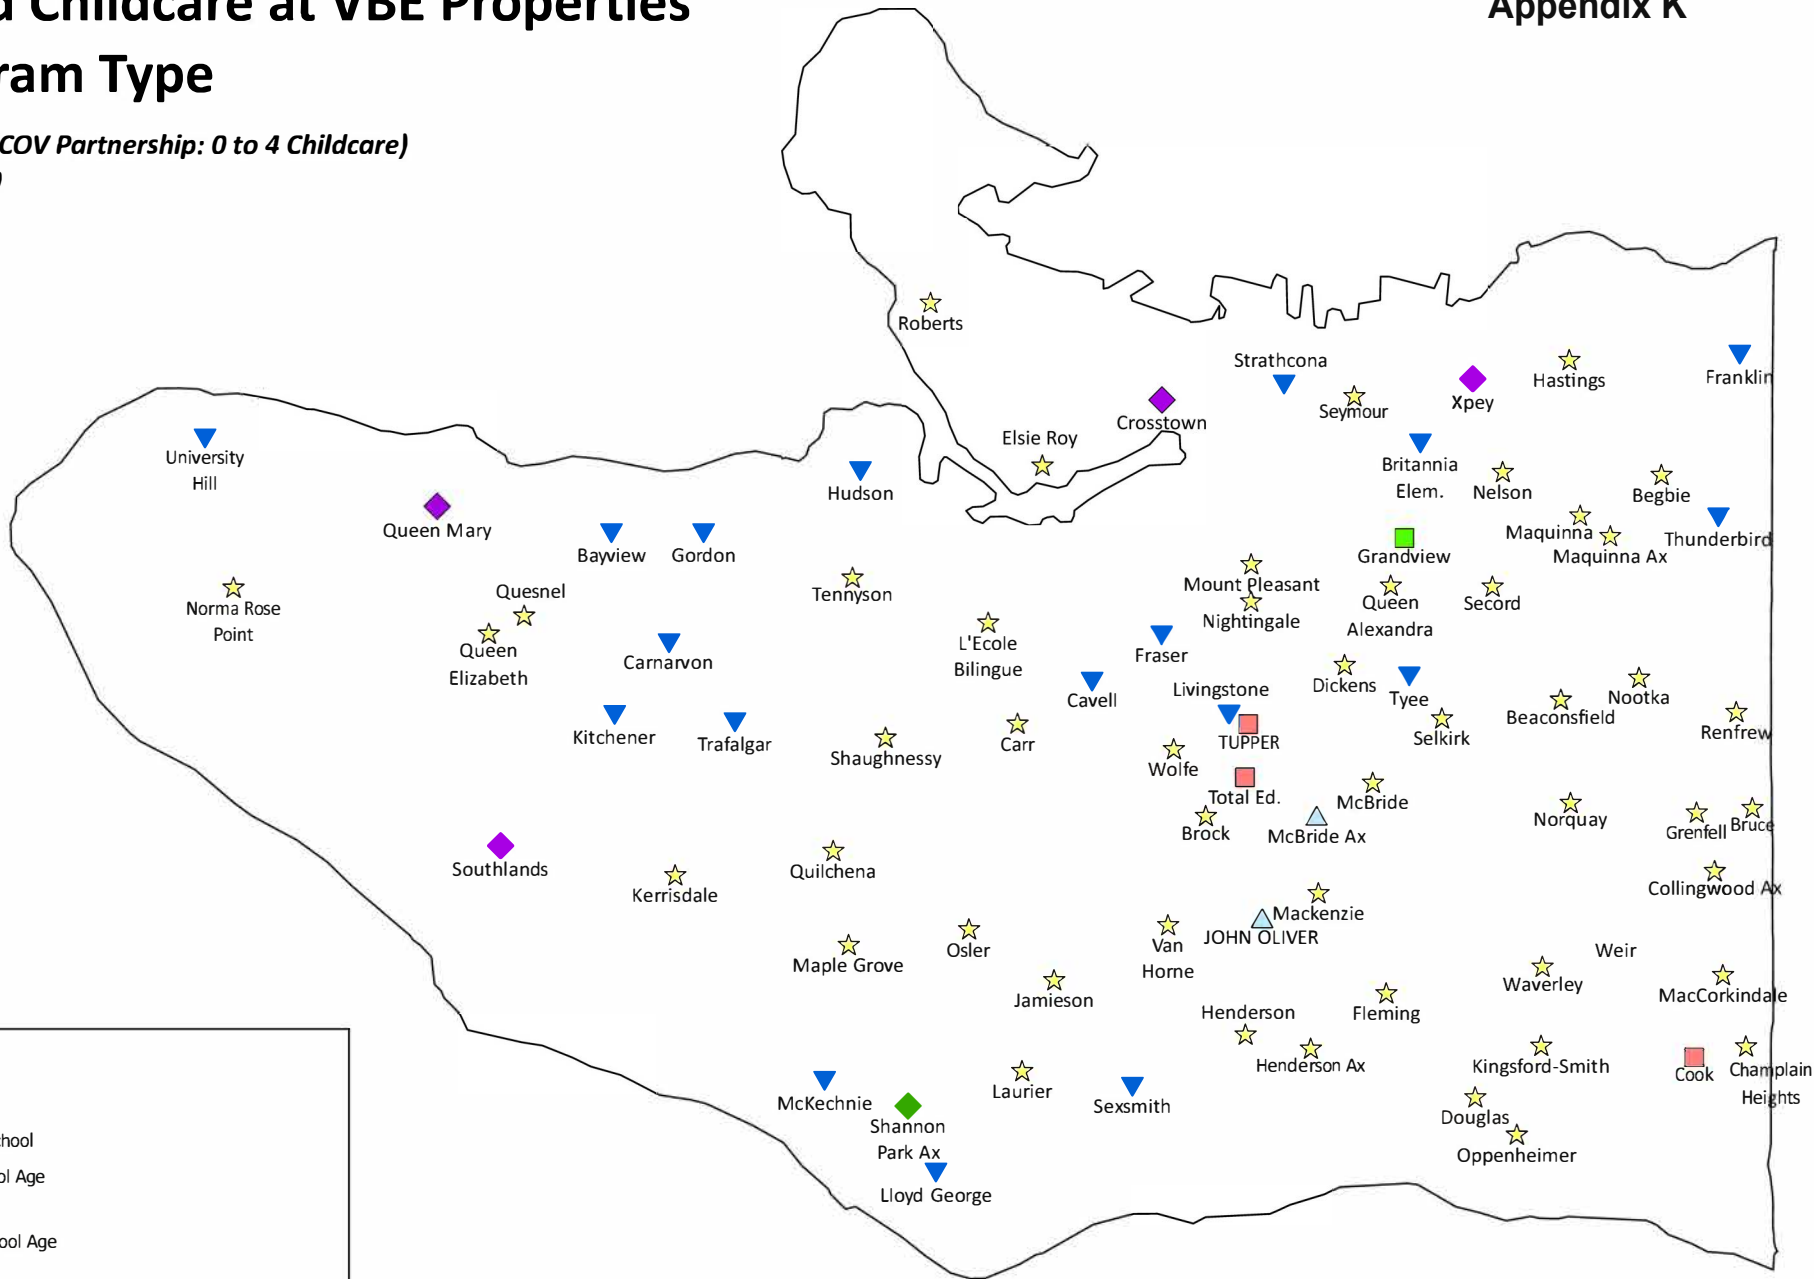 d Childcare at VBE Properties
Appendix K
ram Type
COV Partnership: 0 to 4 Childcare)
)
Roberts
Strathcona
Hastings
Franklin
Xpey
Seymour
Crosstown
Elsie Roy
University
Hill
Britannia
Elem.
Hudson
Nelson
Begbie
Queen Mary
Maquinna
Thunderbird
Bayview
Gordon
Grandview
Maquinna Ax
Mount Pleasant
Quesnel
Tennyson
Norma Rose
Point
Queen
Alexandra
Secord
Nightingale
Queen
Elizabeth
L'Ecole
Bilingue
Fraser
Carnarvon
Dickens
Livingstone
Cavell
Tyee
Nootka
Beaconsfield
Renfrew
Kitchener
Trafalgar
Shaughnessy
Carr
TUPPER
Selkirk
Wolfe
Total Ed.
McBride
Brock
McBride Ax
Norquay
Grenfell
Bruce
Southlands
Quilchena
Kerrisdale
Collingwood Ax
Mackenzie
JOHN OLIVER
Van
Horne
Osler
Weir
Maple Grove
Waverley
MacCorkindale
Jamieson
Henderson
Fleming
Henderson Ax
Kingsford-Smith
Cook
Champlain
Heights
Laurier
McKechnie
Sexsmith
Douglas
Shannon
Park Ax
Oppenheimer
Lloyd George
hool
ol Age
ool Age